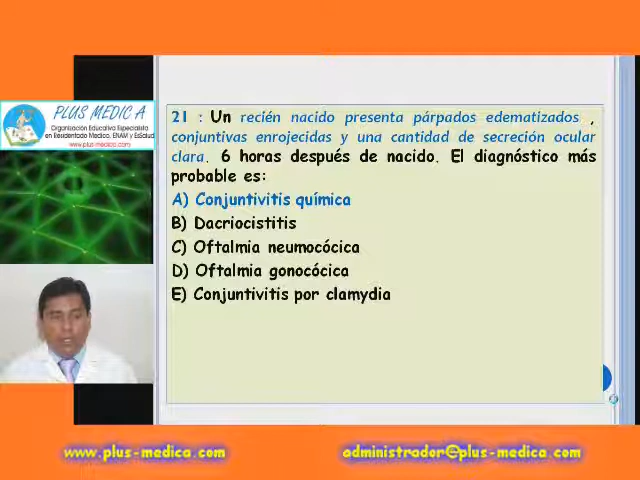 PLUS MEDICA
Organización Educativa Especialista
en Residentado Medico, ENAM y EsSalud
www.plus-medica.com
21 : Un recién nacido presenta párpados edematizados ,
conjuntivas enrojecidas y una cantidad de secreción ocular
clara. 6 horas después de nacido. El diagnóstico más
probable es:
A) Conjuntivitis química
B) Dacriocistitis
C) Oftalmia neumocócica
D) Oftalmia gonocócica
E) Conjuntivitis por clamydia
www.plus-medica.com
administrador@plus-medica.com